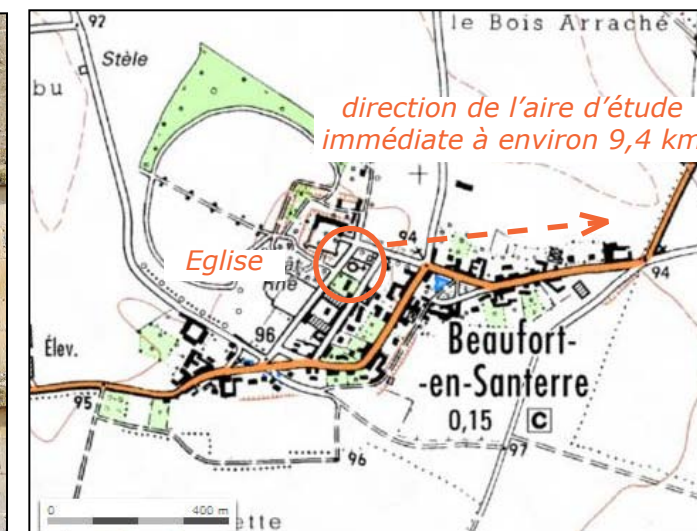 92
le Bois Arraché
Stèle
bu
direction de l'aire d'étude
immédiate à environ 9,4 km
94
Eglise
94
Élev.
96
Beaufort-
-en-Santerre
0,15 C
95
97
96
0 400 m
ette